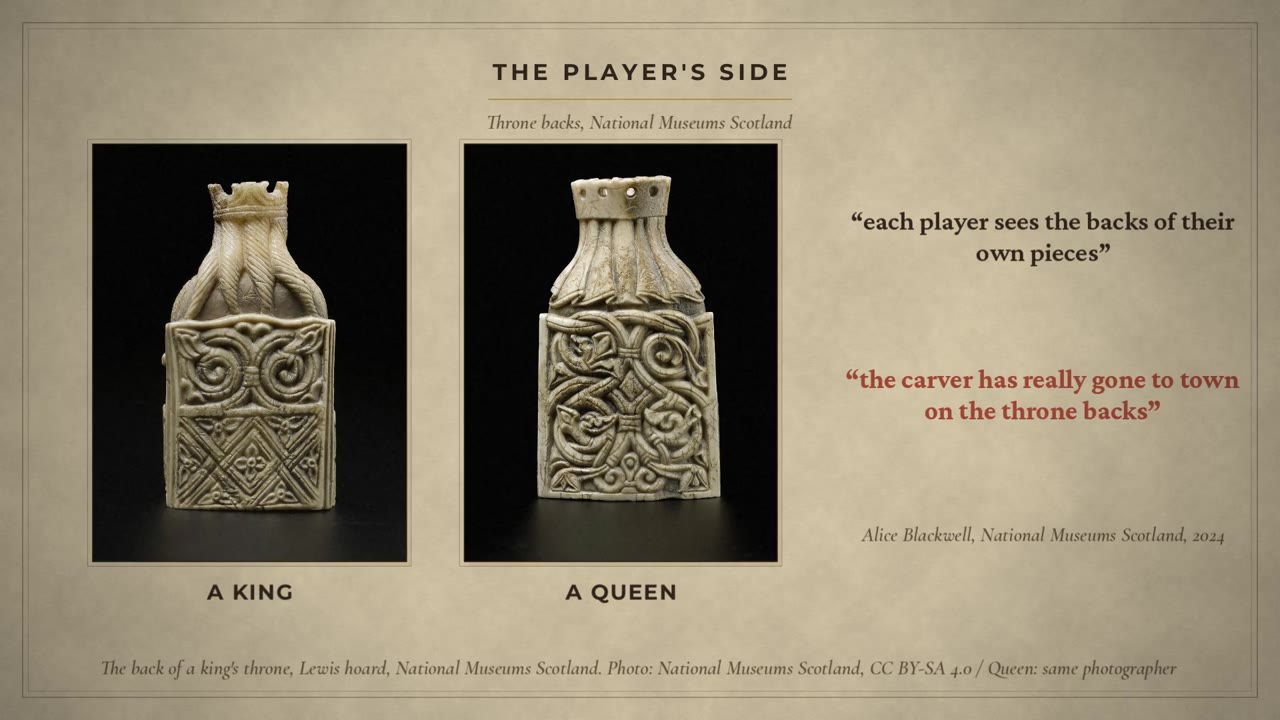 THE PLAYER'S SIDE
Throne backs, National Museums Scotland
“each player sees the backs of their
own pieces”
“the carver has really gone to town
on the throne backs”
Alice Blackwell, National Museums Scotland, 2024
A KING
A QUEEN
The back of a king's throne, Lewis hoard, National Museums Scotland. Photo: National Museums Scotland, CC BY-SA 4.0 / Queen: same photographer